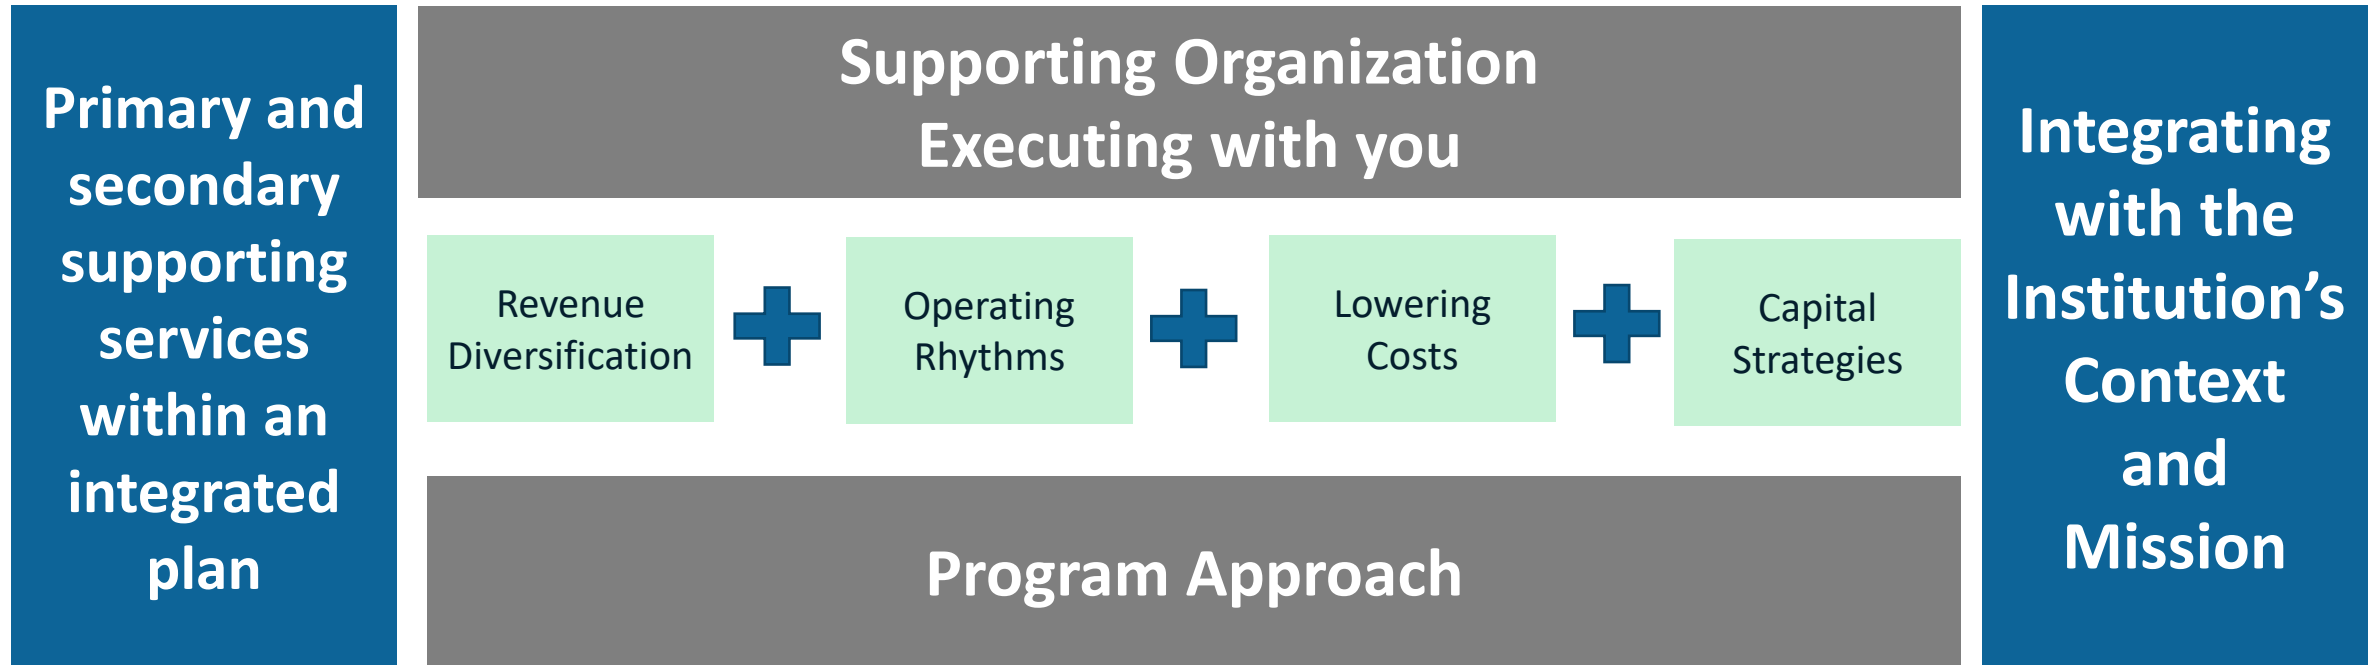 Primary and
secondary
supporting
services
within an
integrated
plan
Supporting Organization
Executing with you
Revenue
Diversification
Operating
Rhythms
Lowering
Costs
Capital
Strategies
Program Approach
Integrating
with the
Institution’s
Context
and
Mission